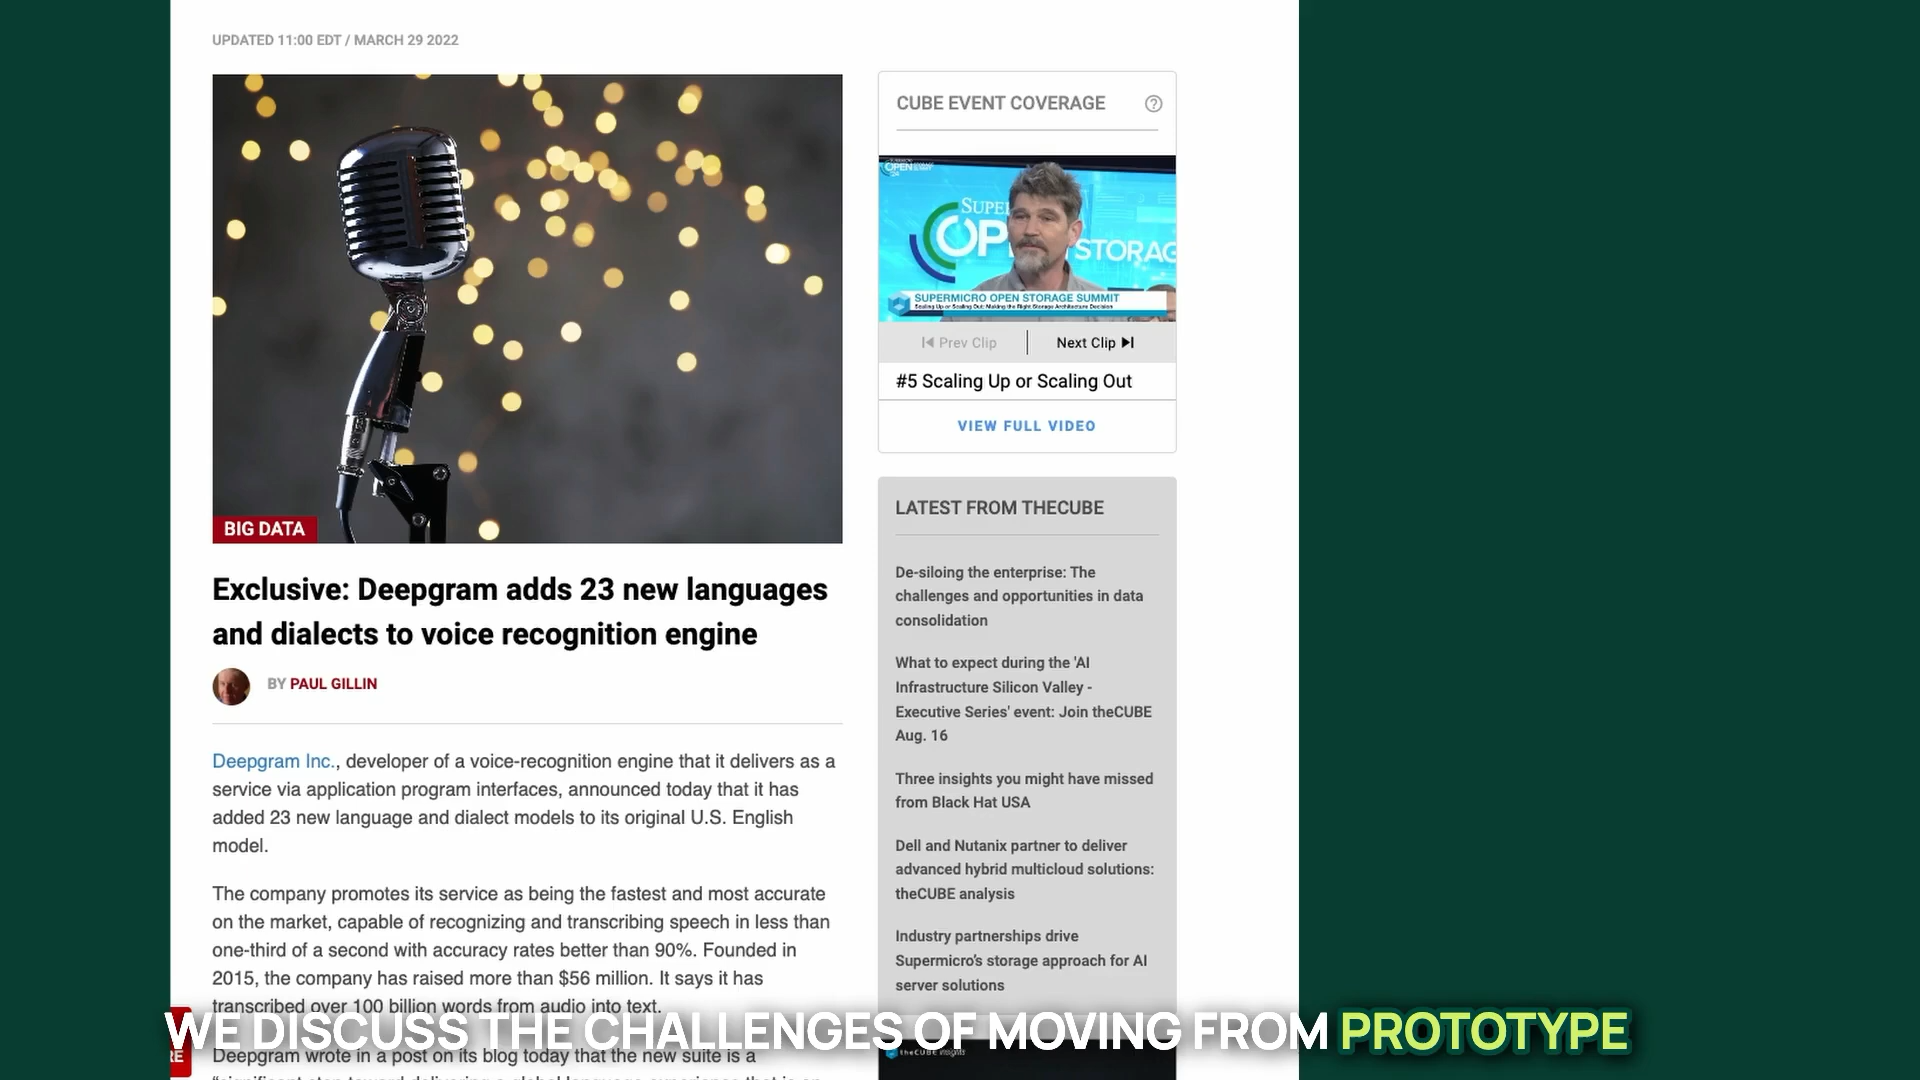 UPDATED 11:00 EDT / MARCH 29 2022
BIG DATA
Exclusive: Deepgram adds 23 new languages
and dialects to voice recognition engine
BY PAUL GILLIN
Deepgram Inc., developer of a voice-recognition engine that it delivers as a
service via application program interfaces, announced today that it has
added 23 new language and dialect models to its original U.S. English
model.
The company promotes its service as being the fastest and most accurate
on the market, capable of recognizing and transcribing speech in less than
one-third of a second with accuracy rates better than 90%. Founded in
2015, the company has raised more than $56 million. It says it has
transcribed over 100 billion words from audio into text.
Deepgram wrote in a post on its blog today that the new suite is a
CUBE EVENT COVERAGE
SUPERMICRO OPEN STORAGE SUMMIT
Scaling Up or Scaling Out: Making the Right Storage Architecture Decision
Prev Clip
Next Clip
#5 Scaling Up or Scaling Out
VIEW FULL VIDEO
LATEST FROM THECUBE
De-siloing the enterprise: The
challenges and opportunities in data
consolidation
What to expect during the 'AI
Infrastructure Silicon Valley -
Executive Series' event: Join theCUBE
Aug. 16
Three insights you might have missed
from Black Hat USA
Dell and Nutanix partner to deliver
advanced hybrid multicloud solutions:
theCUBE analysis
Industry partnerships drive
Supermicro's storage approach for AI
server solutions
theCUBE insights
WE DISCUSS THE CHALLENGES OF MOVING FROM PROTOTYPE